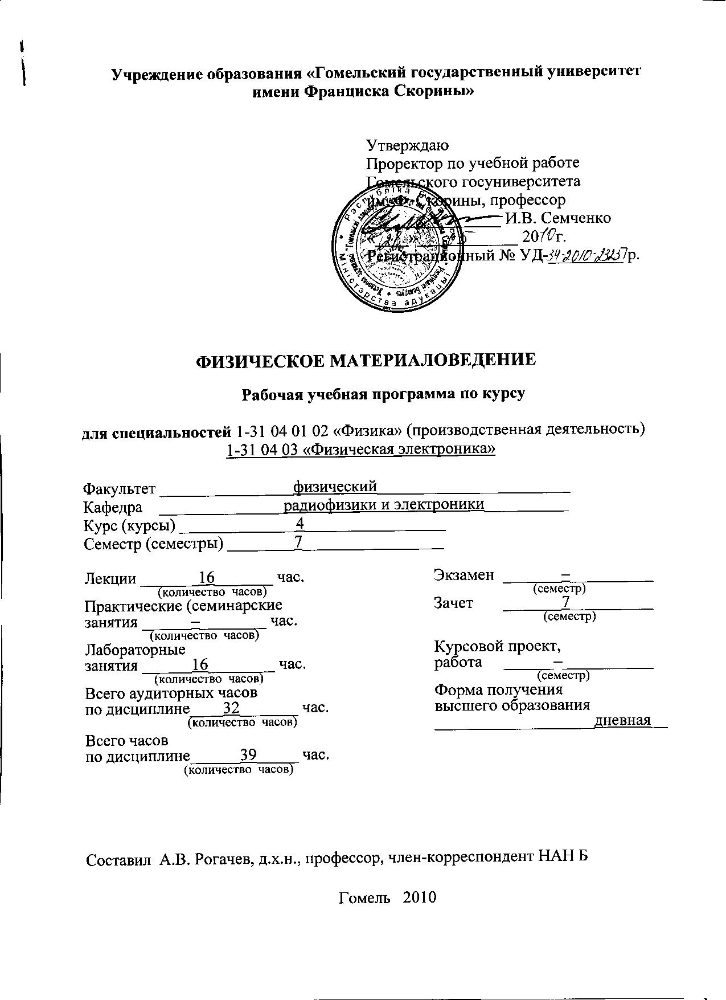 Учреждение образования «Гомельский государственный университет
имени Франциска Скорины»
Утверждаю
Проректор по учебной работе
Гомельского госуниверситета
им. Ф. Скорины, профессор
И.В. Семченко
«28» 2010г.
Регистрационный № УД-34-2010- р.
Рэспубліка Беларусь
Міністэрства адукацыі
ФИЗИЧЕСКОЕ МАТЕРИАЛОВЕДЕНИЕ
Рабочая учебная программа по курсу
для специальностей 1-31 04 01 02 «Физика» (производственная деятельность)
1-31 04 03 «Физическая электроника»
Факультет физический
Кафедра радиофизики и электроники
Курс (курсы) 4
Семестр (семестры) 7
Лекции 16 час.
(количество часов)
Практические (семинарские
занятия – час.
(количество часов)
Лабораторные
занятия 16 час.
(количество часов)
Всего аудиторных часов
по дисциплине 32 час.
(количество часов)
Всего часов
по дисциплине 39 час.
(количество часов)
Экзамен –
(семестр)
Зачет 7
(семестр)
Курсовой проект,
работа –
(семестр)
Форма получения
высшего образования
дневная
Составил А.В. Рогачев, д.х.н., профессор, член-корреспондент НАН Б
Гомель 2010